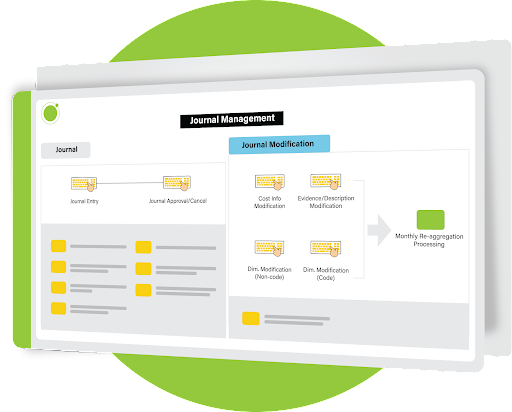 Journal Management
Journal
Journal Modification
Journal Entry
Journal Approval/Cancel
Cost Info
Modification
Evidence/Description
Modification
Dim. Modification
(Non-code)
Dim. Modification
(Code)
Monthly Re-aggregation
Processing